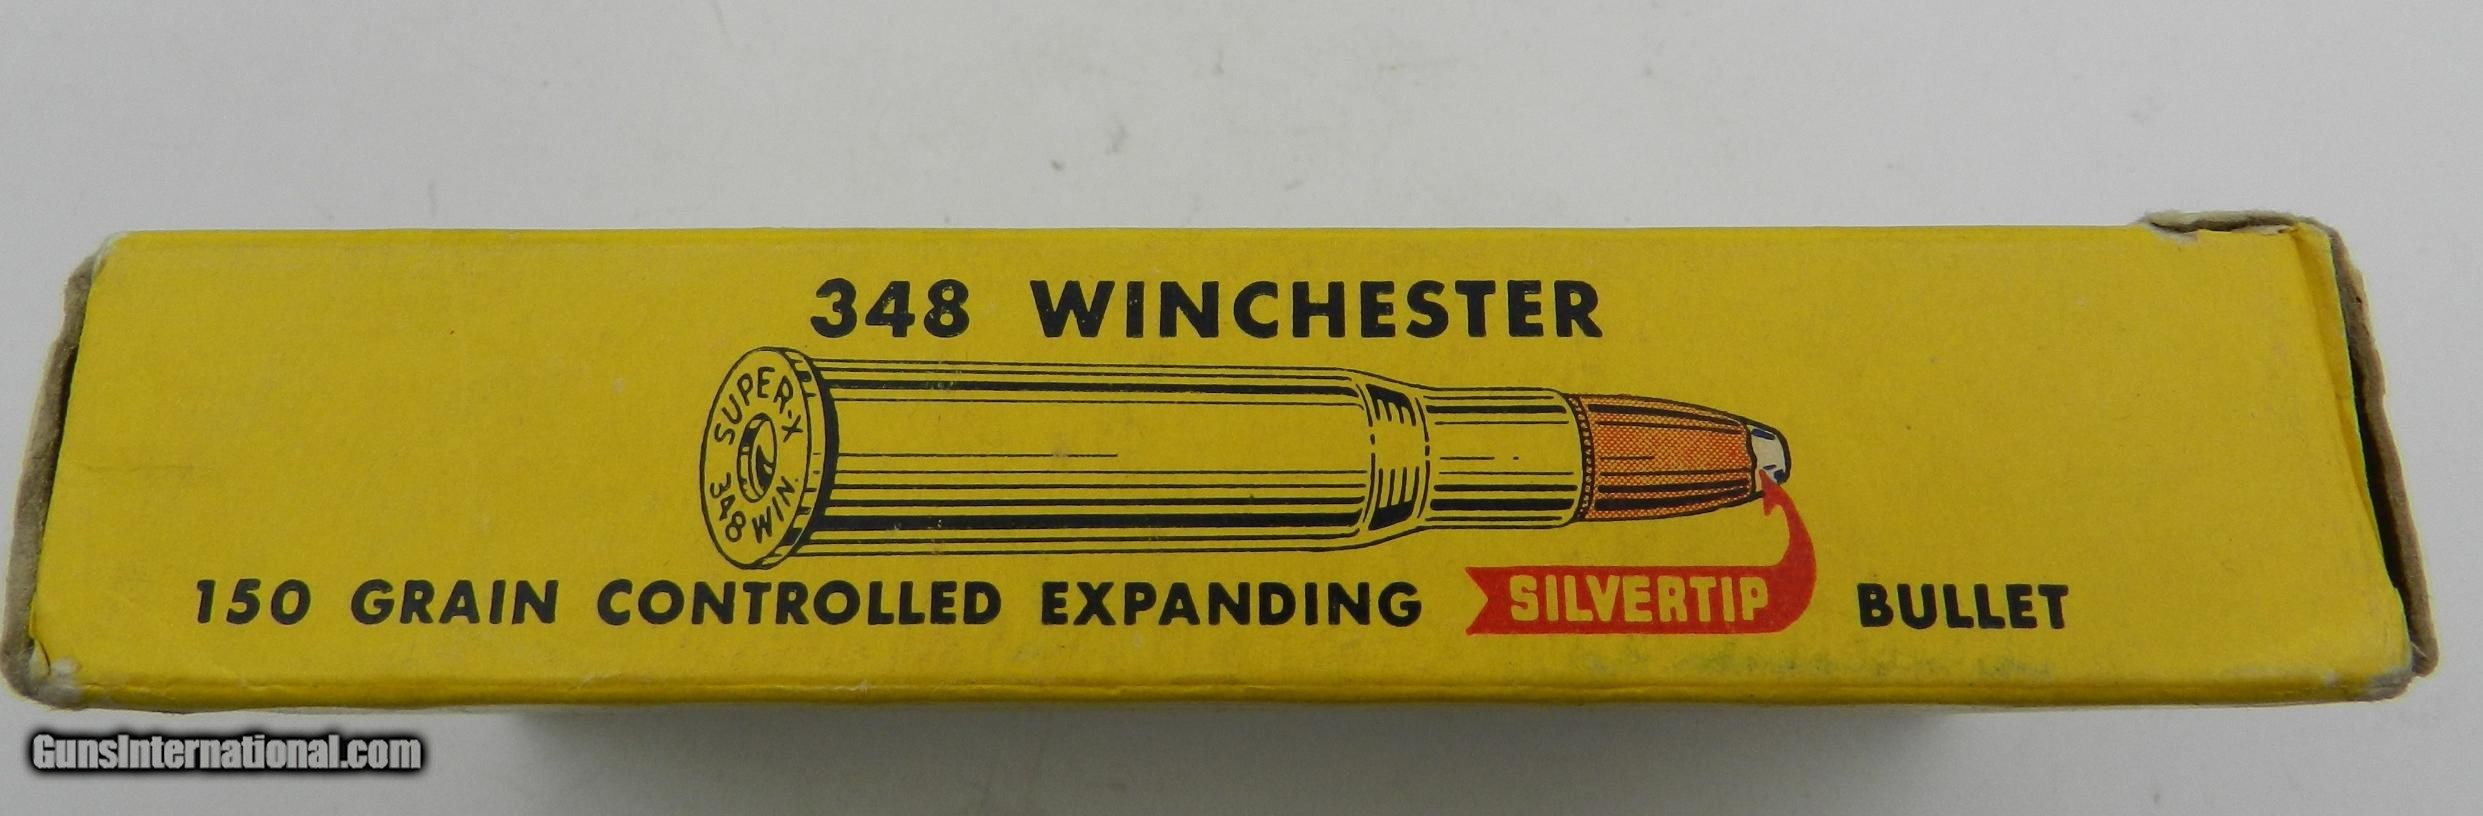 348 WINCHESTER
SUPER-X
348 WIN.
150 GRAIN CONTROLLED EXPANDING SILVERTIP BULLET
GunsInternational.com